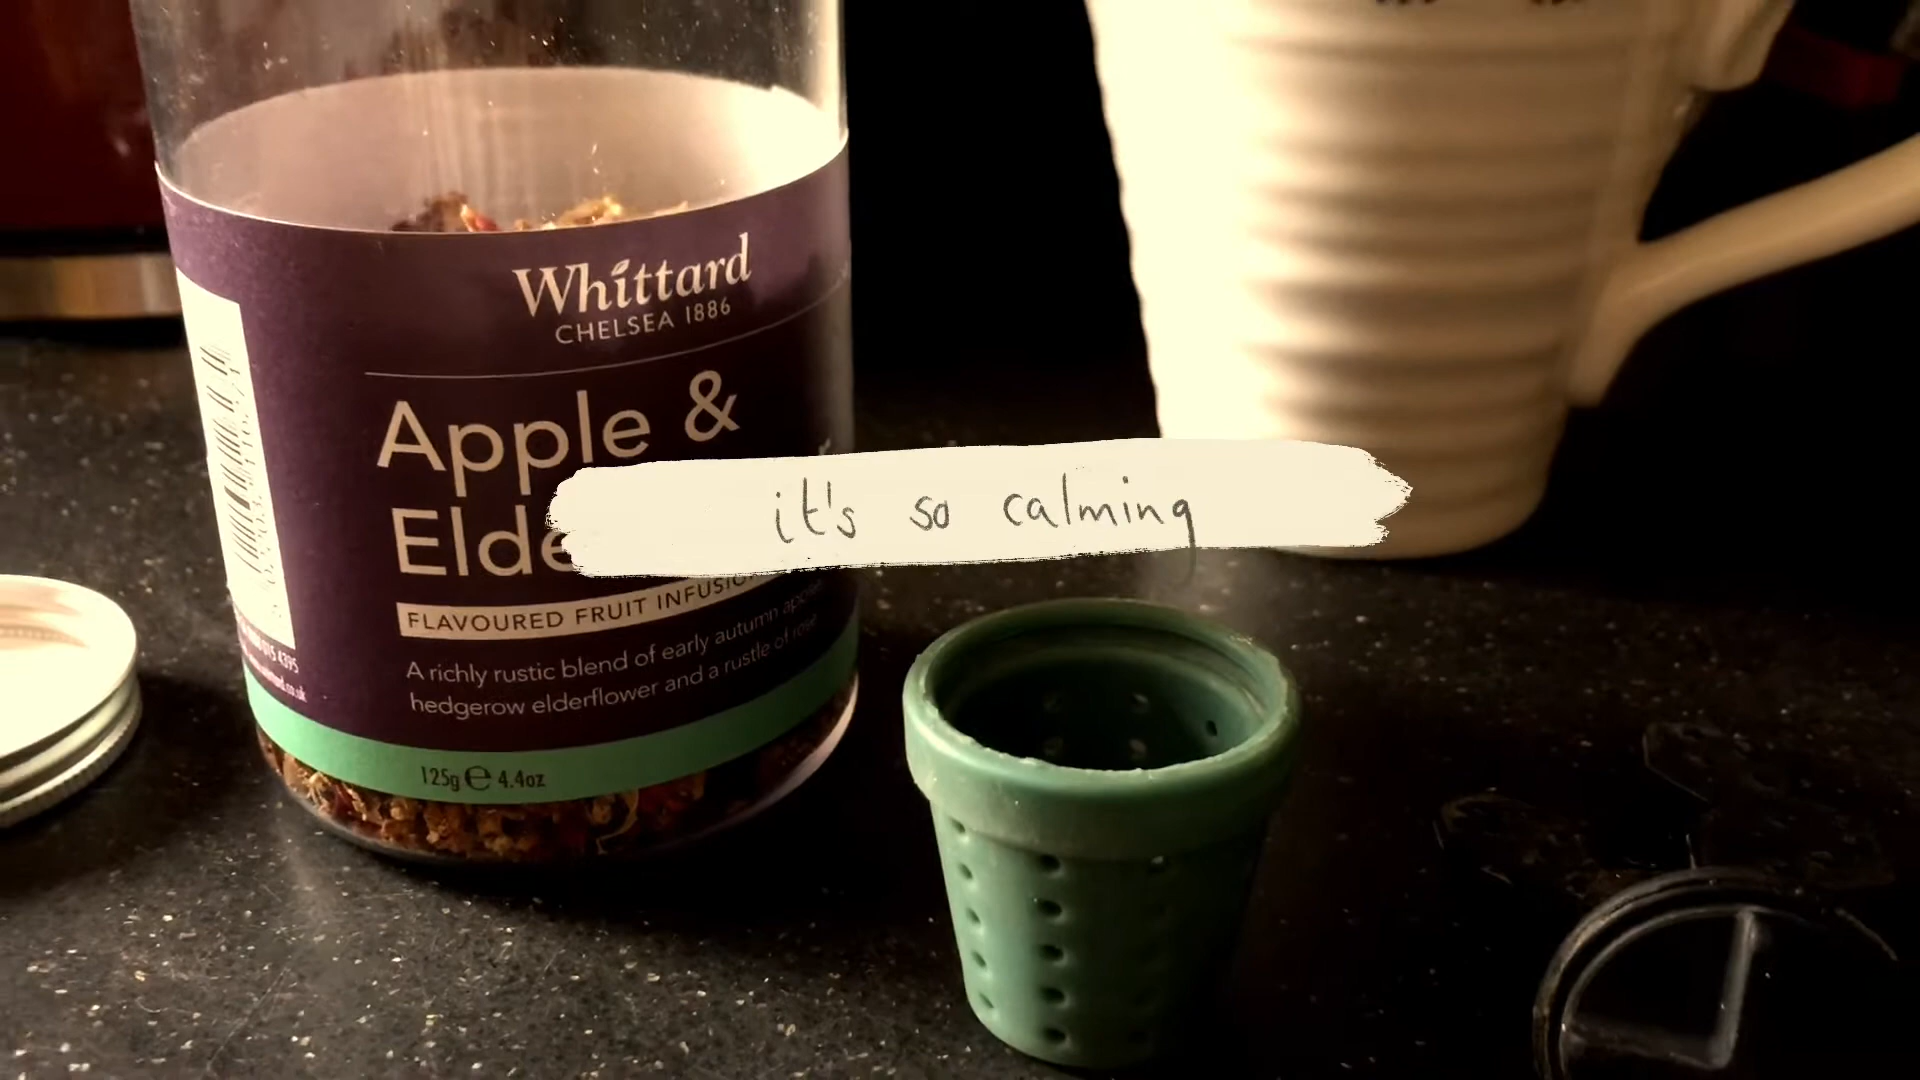 Whittard
CHELSEA 1886
Apple &
Elde
it's so calming
FLAVOURED FRUIT INFUSION
A richly rustic blend of early autumn apples
hedgerow elderflower and a rustle of rose
125g ℮ 4.4oz